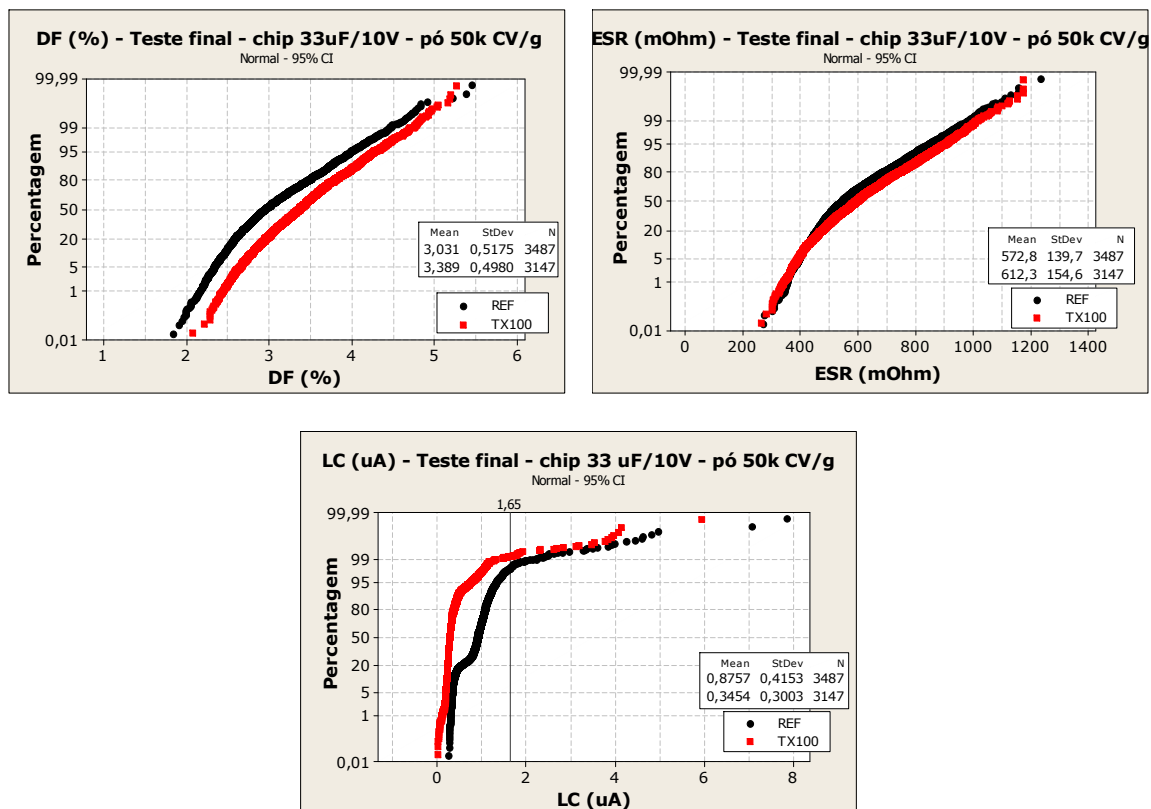 DF (%) - Teste final - chip 33uF/10V - pó 50k CV/g
Normal - 95% CI
99,99
99
95
80
50
20
5
1
0,01
Percentagem
Mean StDev N
3,031 0,5175 3487
3,389 0,4980 3147
REF
TX100
1 2 3 4 5 6
DF (%)
ESR (mOhm) - Teste final - chip 33uF/10V - pó 50k CV/g
Normal - 95% CI
99,99
99
95
80
50
20
5
1
0,01
Percentagem
Mean StDev N
572,8 139,7 3487
612,3 154,6 3147
REF
TX100
0 200 400 600 800 1000 1200 1400
ESR (mOhm)
LC (uA) - Teste final - chip 33 uF/10V - pó 50k CV/g
Normal - 95% CI
1,65
99,99
99
95
80
50
20
5
1
0,01
Percentagem
Mean StDev N
0,8757 0,4153 3487
0,3454 0,3003 3147
REF
TX100
0 2 4 6 8
LC (uA)